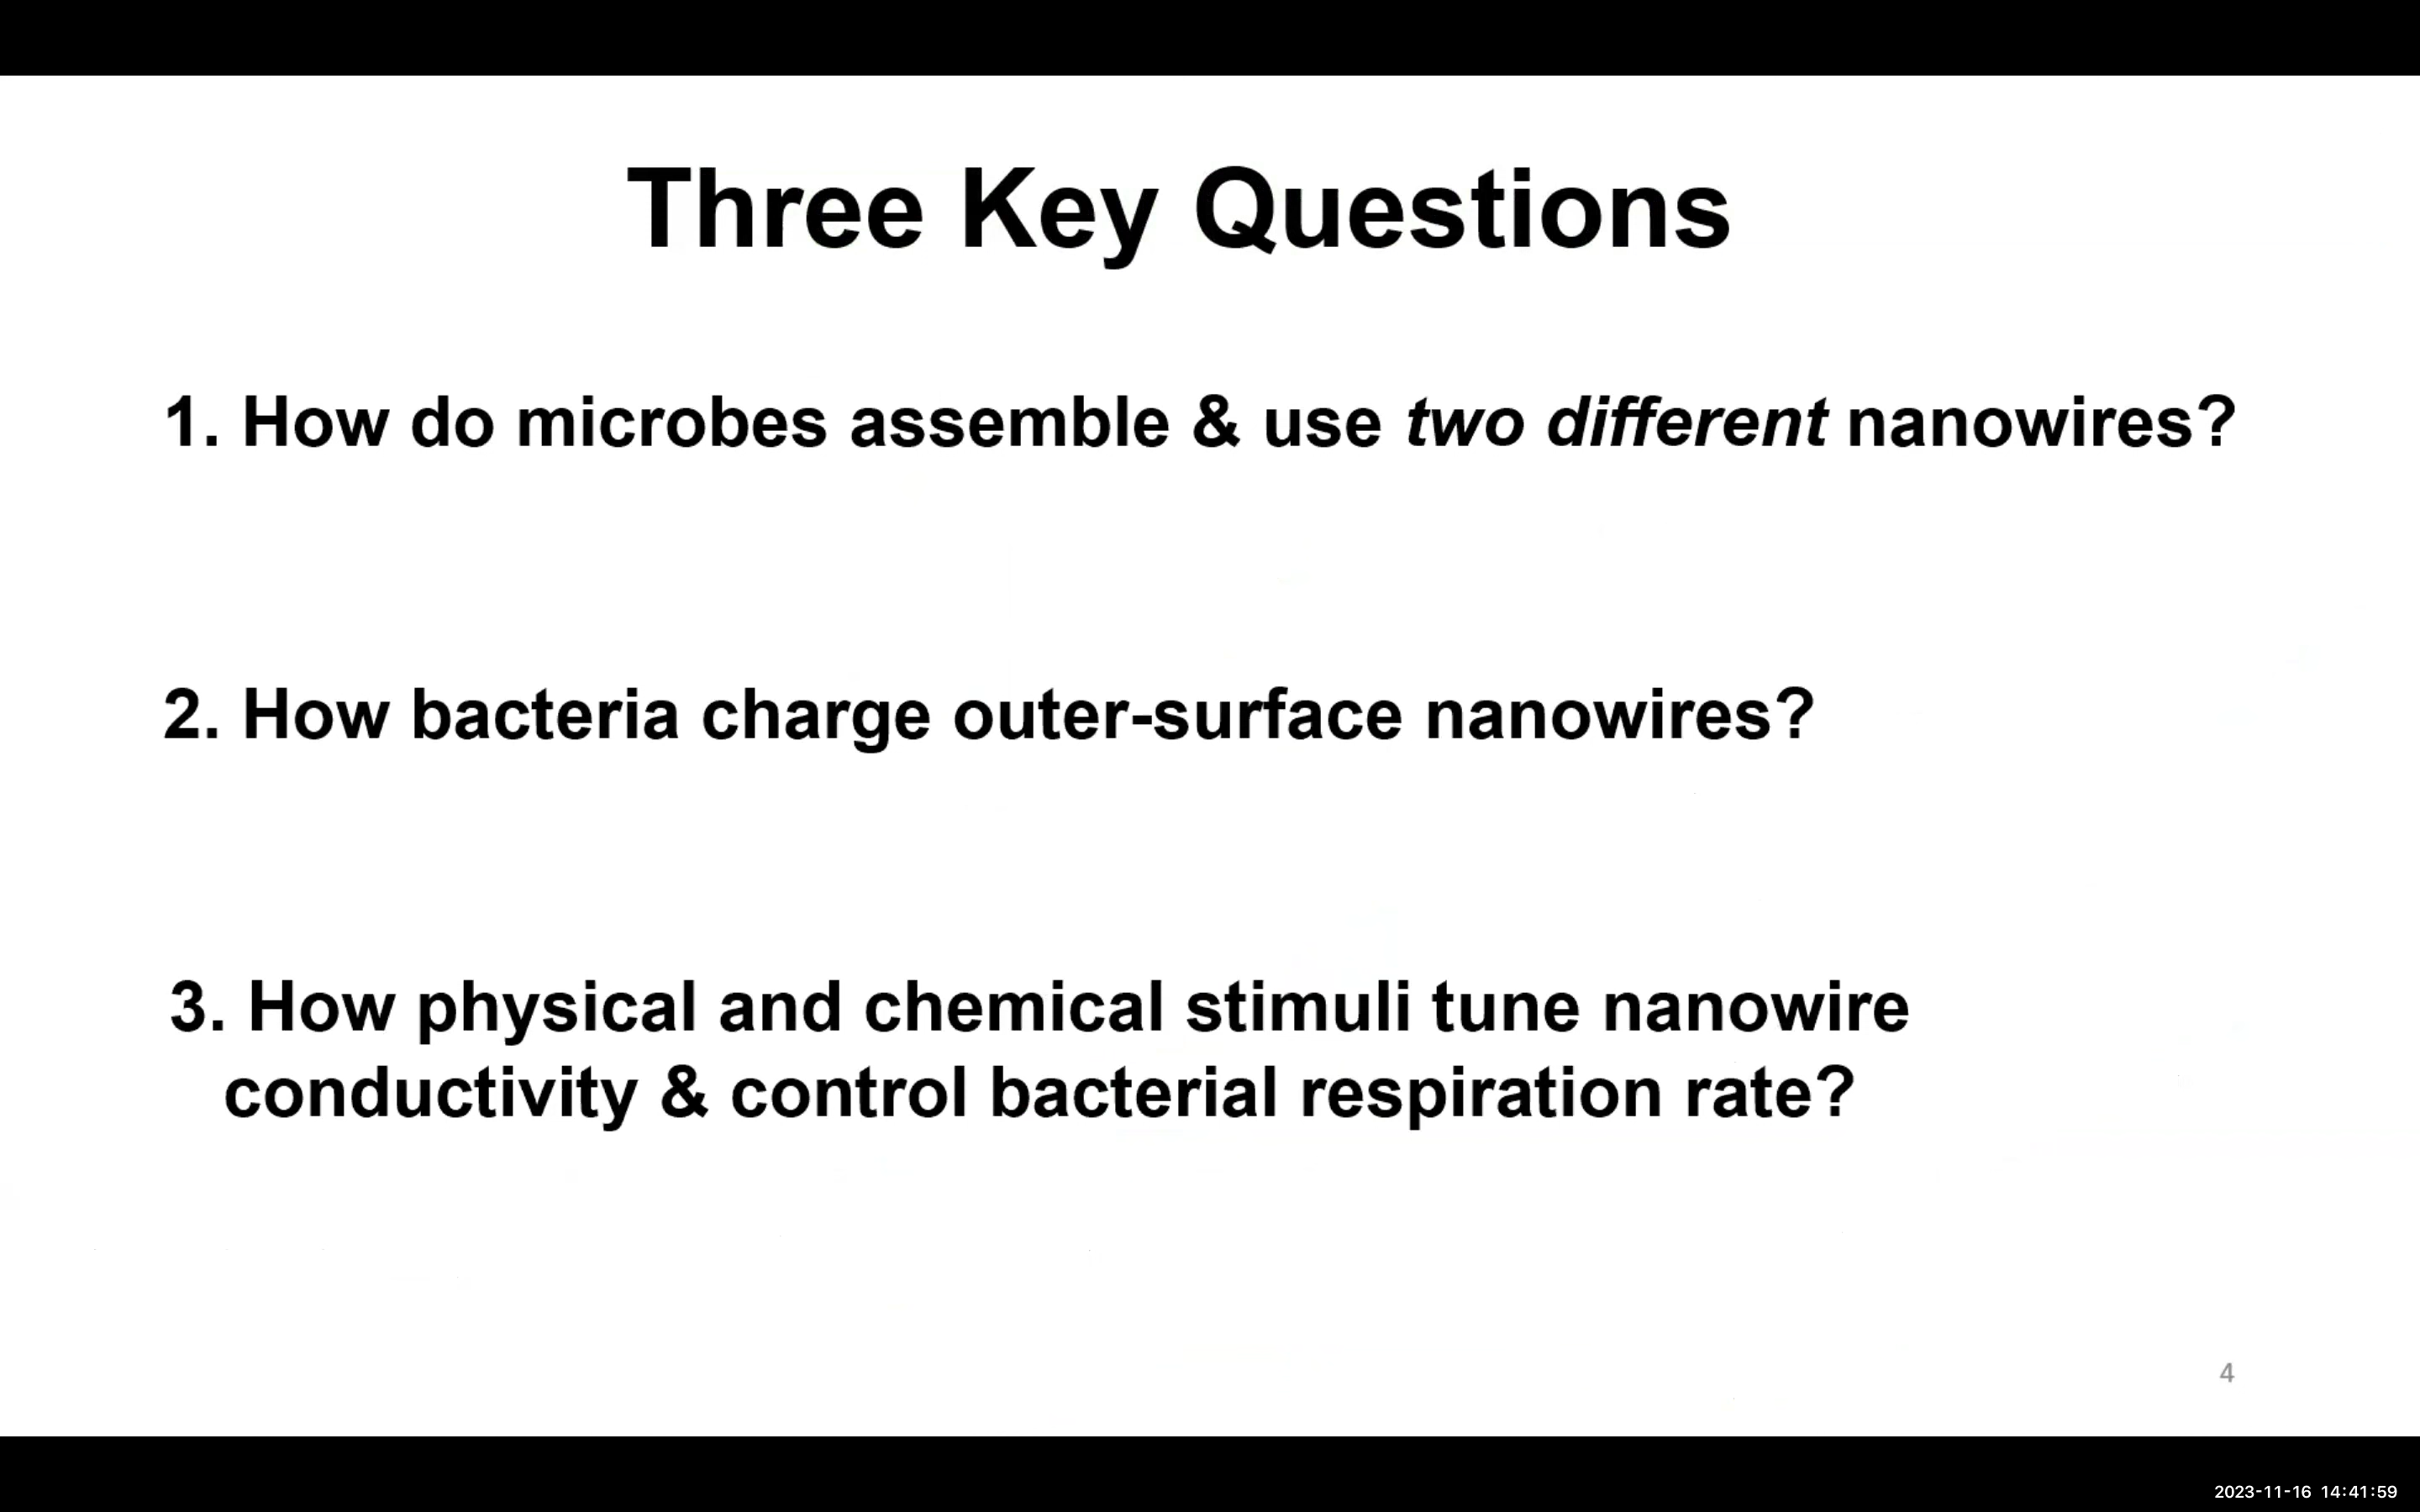 Three Key Questions
1. How do microbes assemble & use two different nanowires?
2. How bacteria charge outer-surface nanowires?
3. How physical and chemical stimuli tune nanowire
conductivity & control bacterial respiration rate?
4
2023-11-16 14:41:59